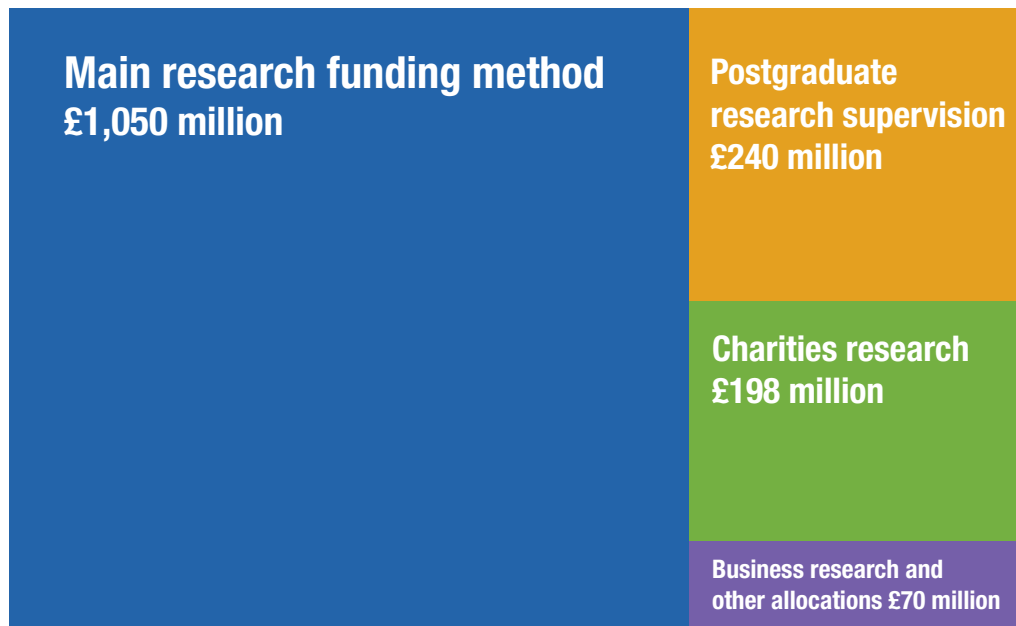 Main research funding method
£1,050 million
Postgraduate
research supervision
£240 million
Charities research
£198 million
Business research and
other allocations £70 million